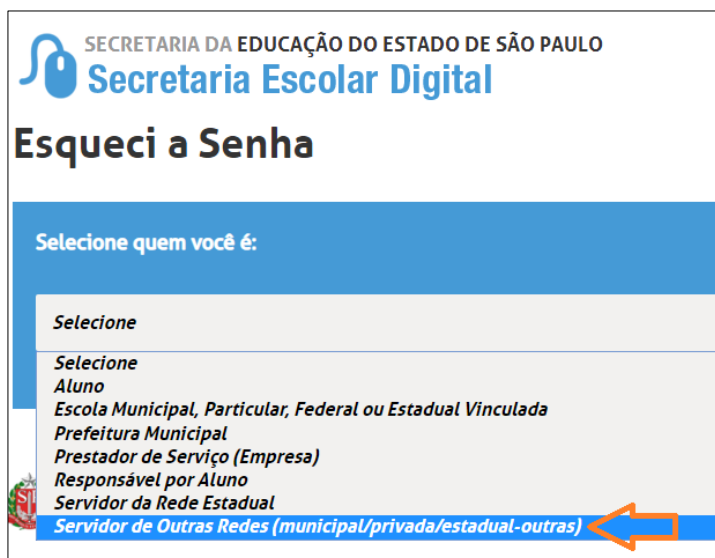 SECRETARIA DA EDUCAÇÃO DO ESTADO DE SÃO PAULO
Secretaria Escolar Digital
Esqueci a Senha
Selecione quem você é:
Selecione
Selecione
Aluno
Escola Municipal, Particular, Federal ou Estadual Vinculada
Prefeitura Municipal
Prestador de Serviço (Empresa)
Responsável por Aluno
Servidor da Rede Estadual
Servidor de Outras Redes (municipal/privada/estadual-outras)